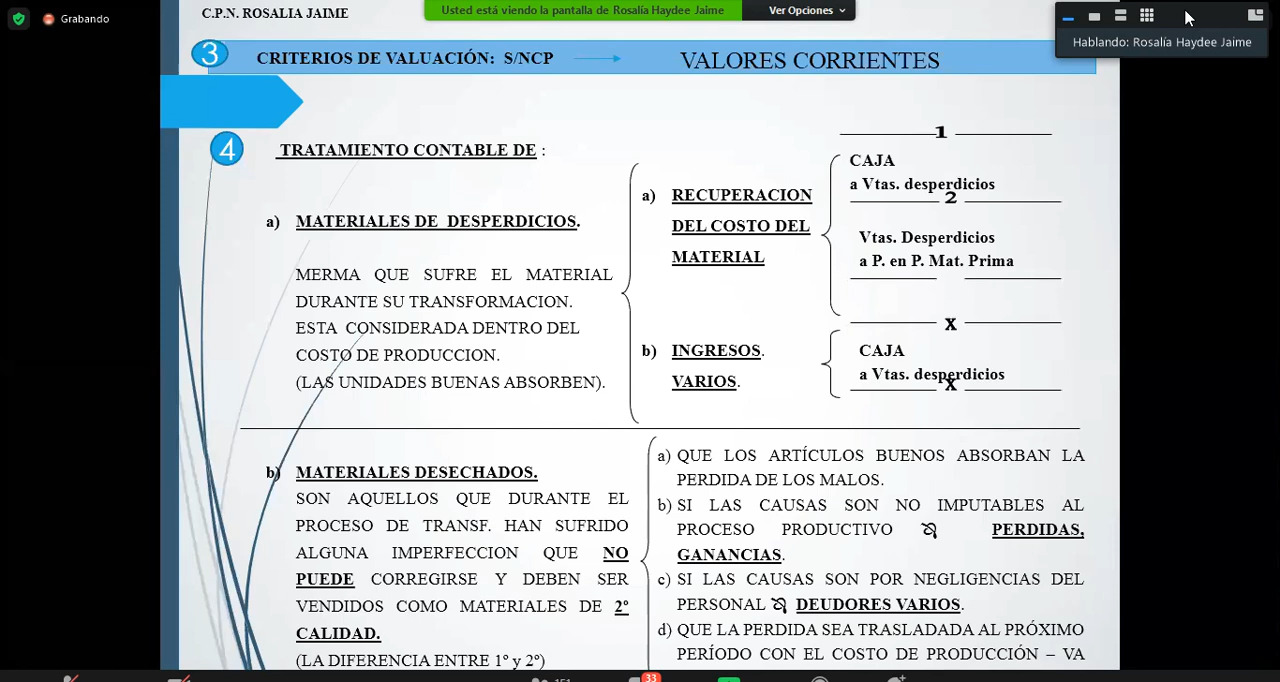 C.P.N. ROSALIA JAIME
Usted está viendo la pantalla de Rosalía Haydee Jaime
Ver Opciones
Grabando
Hablando: Rosalía Haydee Jaime
3
CRITERIOS DE VALUACIÓN: S/NCP
VALORES CORRIENTES
4
TRATAMIENTO CONTABLE DE :
a) MATERIALES DE DESPERDICIOS.
MERMA QUE SUFRE EL MATERIAL
DURANTE SU TRANSFORMACION.
ESTA CONSIDERADA DENTRO DEL
COSTO DE PRODUCCION.
(LAS UNIDADES BUENAS ABSORBEN).
a) RECUPERACION
DEL COSTO DEL
MATERIAL
1
CAJA
a Vtas. desperdicios
2
Vtas. Desperdicios
a P. en P. Mat. Prima
b) INGRESOS.
VARIOS.
x
CAJA
a Vtas. desperdicios
x
b) MATERIALES DESECHADOS.
SON AQUELLOS QUE DURANTE EL
PROCESO DE TRANSF. HAN SUFRIDO
ALGUNA IMPERFECCION QUE NO
PUEDE CORREGIRSE Y DEBEN SER
VENDIDOS COMO MATERIALES DE 2º
CALIDAD.
(LA DIFERENCIA ENTRE 1º y 2º)
a) QUE LOS ARTÍCULOS BUENOS ABSORBAN LA
PERDIDA DE LOS MALOS.
b) SI LAS CAUSAS SON NO IMPUTABLES AL
PROCESO PRODUCTIVO PERDIDAS,
GANANCIAS.
c) SI LAS CAUSAS SON POR NEGLIGENCIAS DEL
PERSONAL DEUDORES VARIOS.
d) QUE LA PERDIDA SEA TRASLADADA AL PRÓXIMO
PERÍODO CON EL COSTO DE PRODUCCIÓN – VA
33